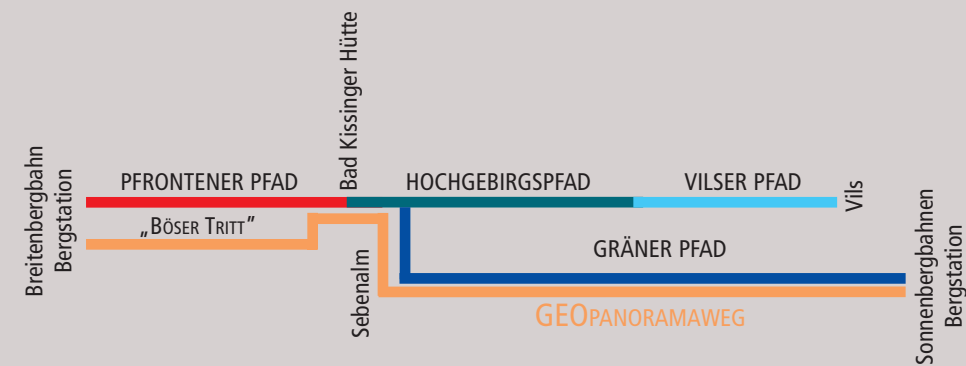 Breitenbergbahn
Bergstation
PFRONTENER PFAD
„BÖSER TRITT”
Bad Kissinger Hütte
Sebenalm
HOCHGEBIRGSPFAD
VILSER PFAD
Vils
GRÄNER PFAD
GEOPANORAMAWEG
Sonnenbergbahnen
Bergstation